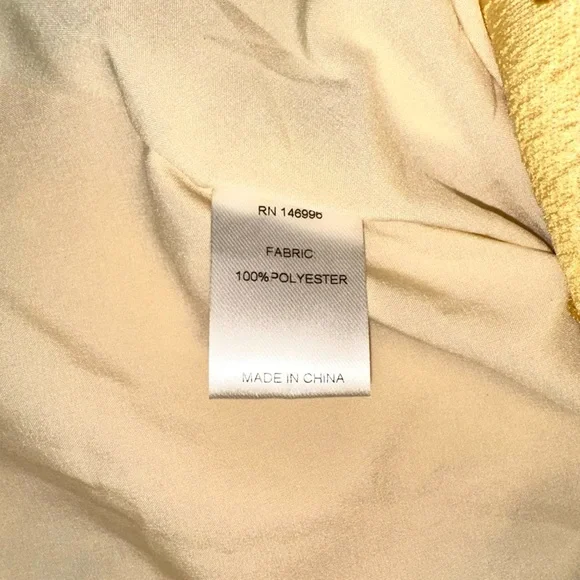 RN 146996
FABRIC:
100%POLYESTER
MADE IN CHINA